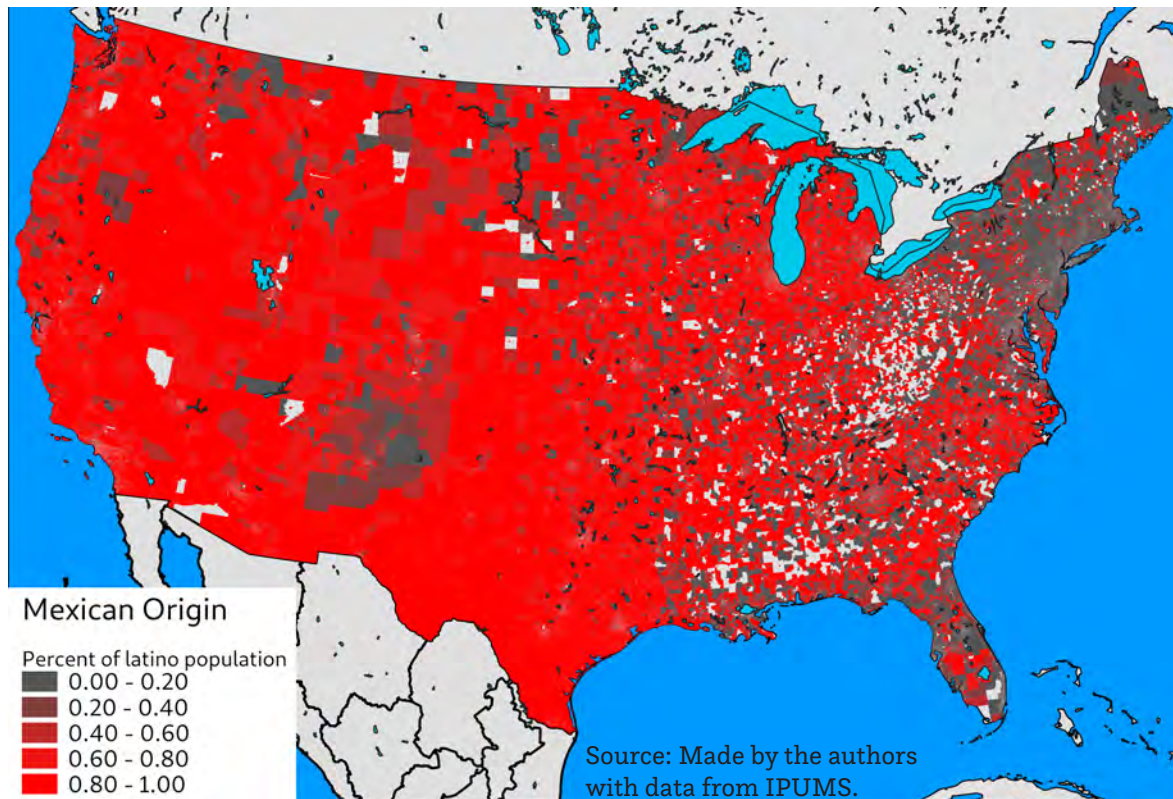 Mexican Origin
Percent of latino population
0.00 - 0.20
0.20 - 0.40
0.40 - 0.60
0.60 - 0.80
0.80 - 1.00
Source: Made by the authors
with data from IPUMS.